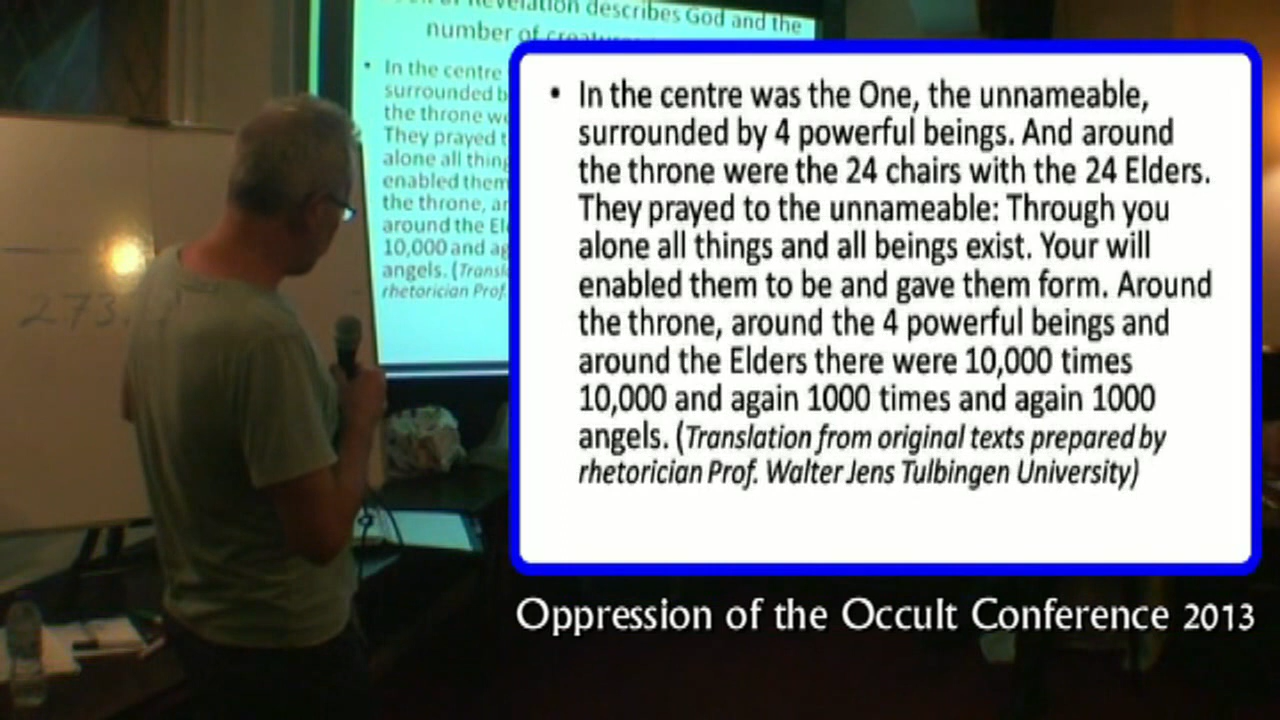 Revelation describes God and the
number of creatures
• In the centre
surrounded b
the throne we
They prayed t
alone all thing
enabled them
the throne, ar
around the El
10,000 and ag
angels. (Transl
rhetorician Prof.
273.
• In the centre was the One, the unnameable,
surrounded by 4 powerful beings. And around
the throne were the 24 chairs with the 24 Elders.
They prayed to the unnameable: Through you
alone all things and all beings exist. Your will
enabled them to be and gave them form. Around
the throne, around the 4 powerful beings and
around the Elders there were 10,000 times
10,000 and again 1000 times and again 1000
angels. (Translation from original texts prepared by
rhetorician Prof. Walter Jens Tulbingen University)
Oppression of the Occult Conference 2013